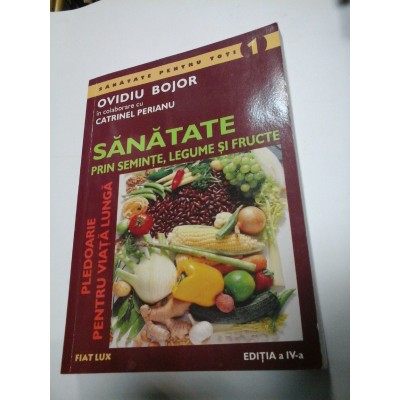 SĂNĂTATE PENTRU TOȚI 1
OVIDIU BOJOR
în colaborare cu
CATRINEL PERIANU
SĂNĂTATE
PRIN SEMINȚE, LEGUME ȘI FRUCTE
PLEDOARIE
PENTRU VIAȚĂ LUNGĂ
FIAT LUX
EDIȚIA a IV-a